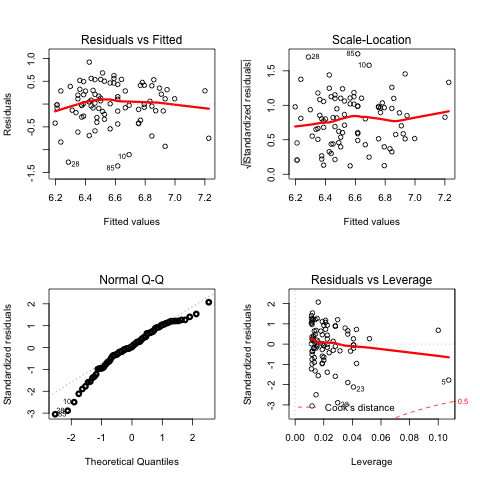 Residuals vs Fitted
Residuals
-1.5
-0.5
0.5
1.0
28
10
85
6.2 6.4 6.6 6.8 7.0 7.2
Fitted values
Scale-Location
√|Standardized residuals|
0.0
0.5
1.0
1.5
28
85
10
6.2 6.4 6.6 6.8 7.0 7.2
Fitted values
Normal Q-Q
Standardized residuals
-3
-2
-1
0
1
2
10
28
85
-2 -1 0 1 2
Theoretical Quantiles
Residuals vs Leverage
Standardized residuals
-3
-2
-1
0
1
2
5
23
Cook's distance
0.5
0.00 0.02 0.04 0.06 0.08 0.10
Leverage